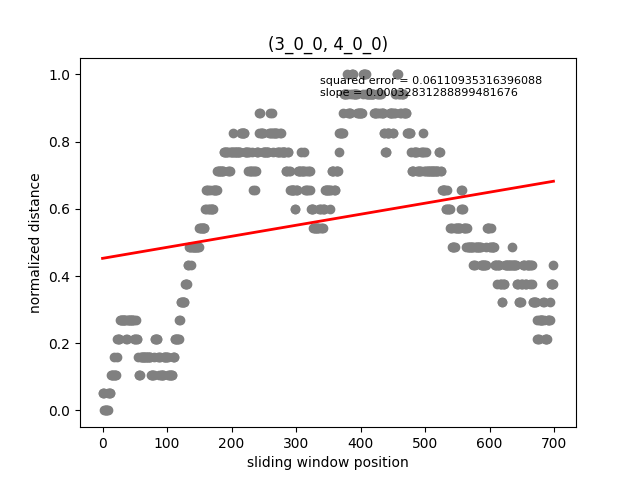 (3_0_0, 4_0_0)
squared error = 0.06110935316396088
slope = 0.00032831288899481676
1.0
0.8
0.6
0.4
0.2
0.0
normalized distance
0 100 200 300 400 500 600 700
sliding window position